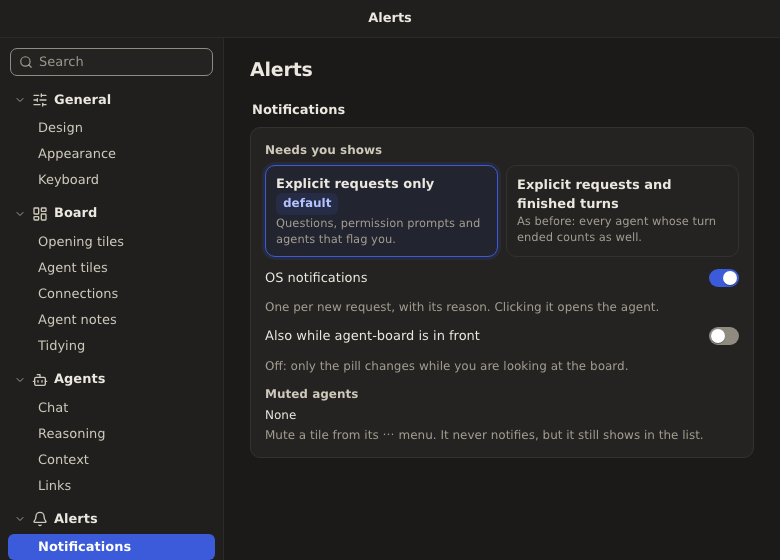 Alerts
Search
General
Design
Appearance
Keyboard
Board
Opening tiles
Agent tiles
Connections
Agent notes
Tidying
Agents
Chat
Reasoning
Context
Links
Alerts
Notifications
Alerts
Notifications
Needs you shows
Explicit requests only
default
Questions, permission prompts and
agents that flag you.
Explicit requests and
finished turns
As before: every agent whose turn
ended counts as well.
OS notifications
One per new request, with its reason. Clicking it opens the agent.
Also while agent-board is in front
Off: only the pill changes while you are looking at the board.
Muted agents
None
Mute a tile from its ··· menu. It never notifies, but it still shows in the list.